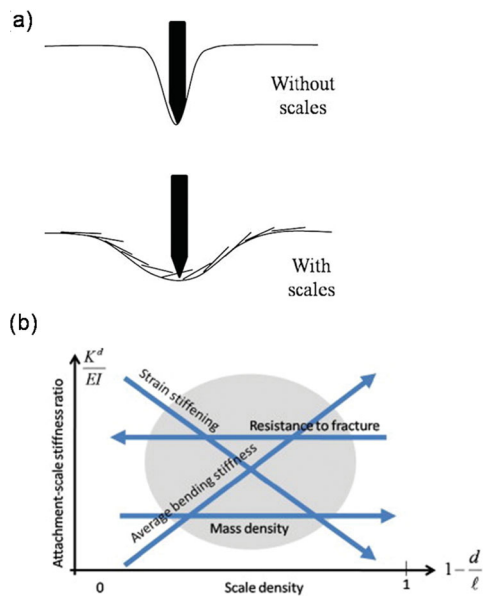 a)
Without
scales
With
scales
(b)
K^d
EI
Attachment-scale stiffness ratio
Strain stiffening
Resistance to fracture
Average bending stiffness
Mass density
0
Scale density
1
1 - d
ℓ